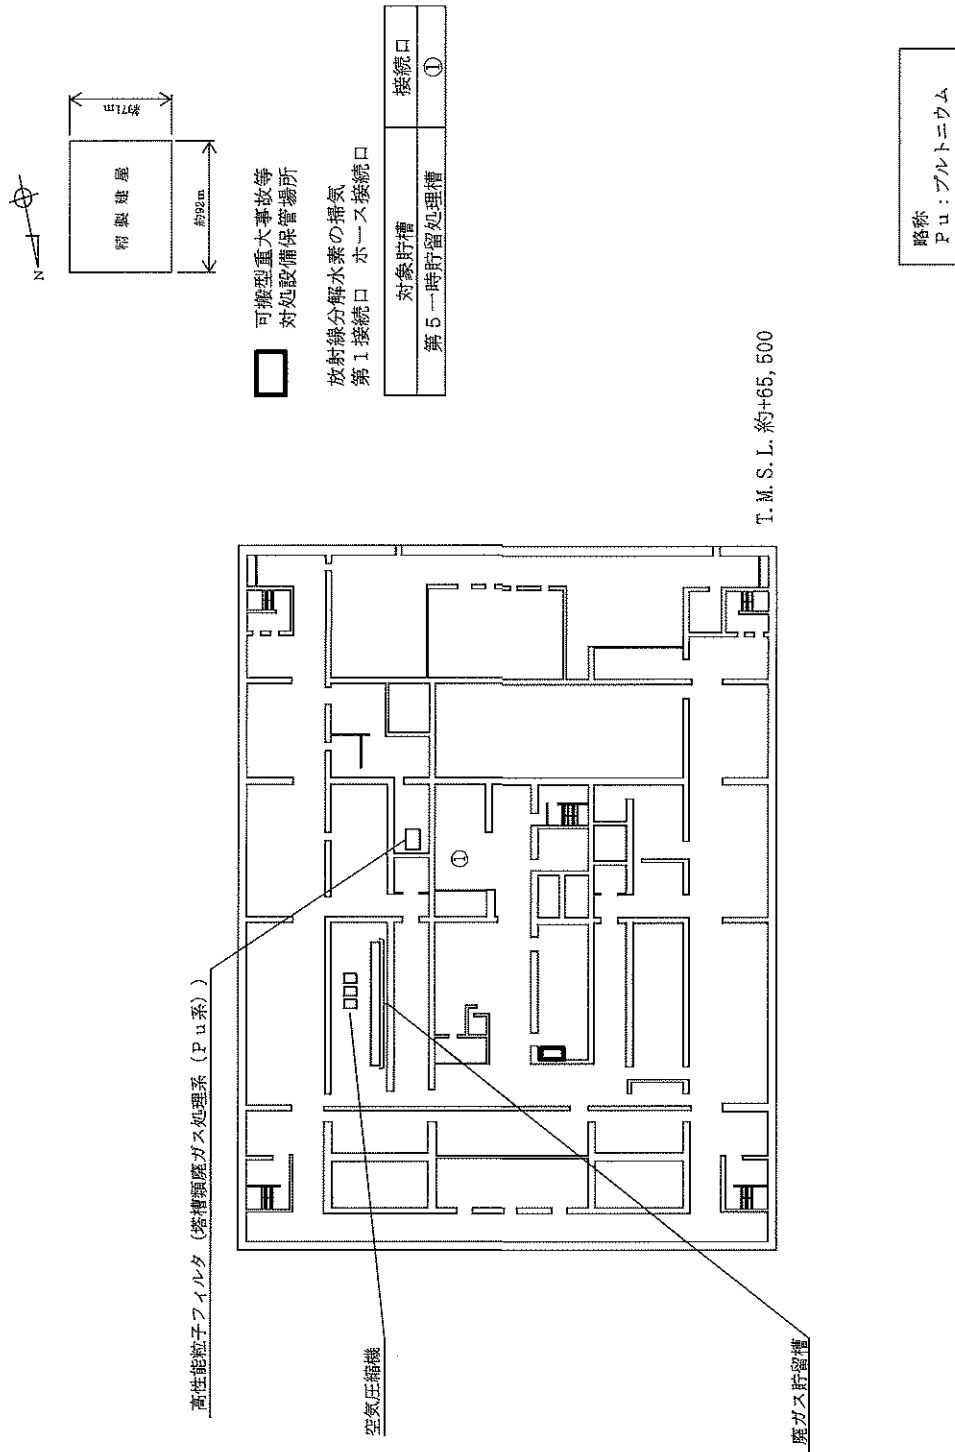 N
精製建屋
約92m
約71m
可搬型重大事故等
対処設備保管場所
放射線分解水素の掃気
第１接続口　ホース接続口
対象貯槽　接続口
第５一時貯留処理槽　①
高性能粒子フィルタ（塔槽類廃ガス処理系（Ｐｕ系））
空気圧縮機
廃ガス貯留槽
①
T.M.S.L.約+65,500
略称
Ｐｕ：プルトニウム